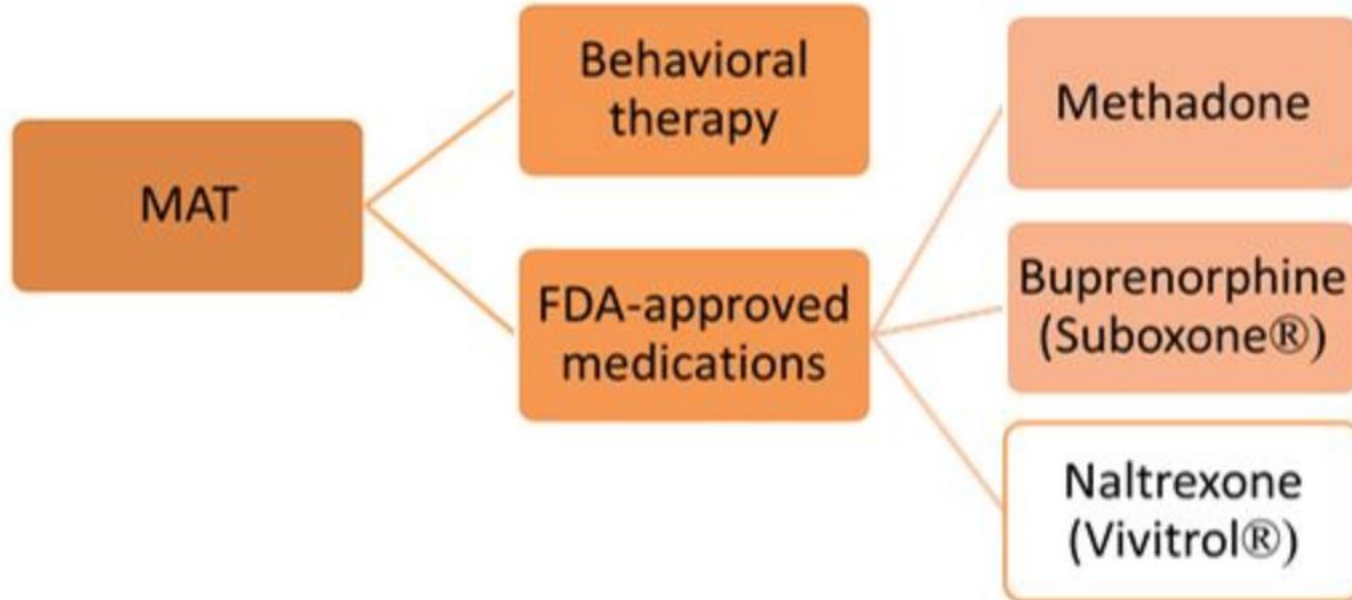 MAT
Behavioral
therapy
FDA-approved
medications
Methadone
Buprenorphine
(Suboxone®)
Naltrexone
(Vivitrol®)